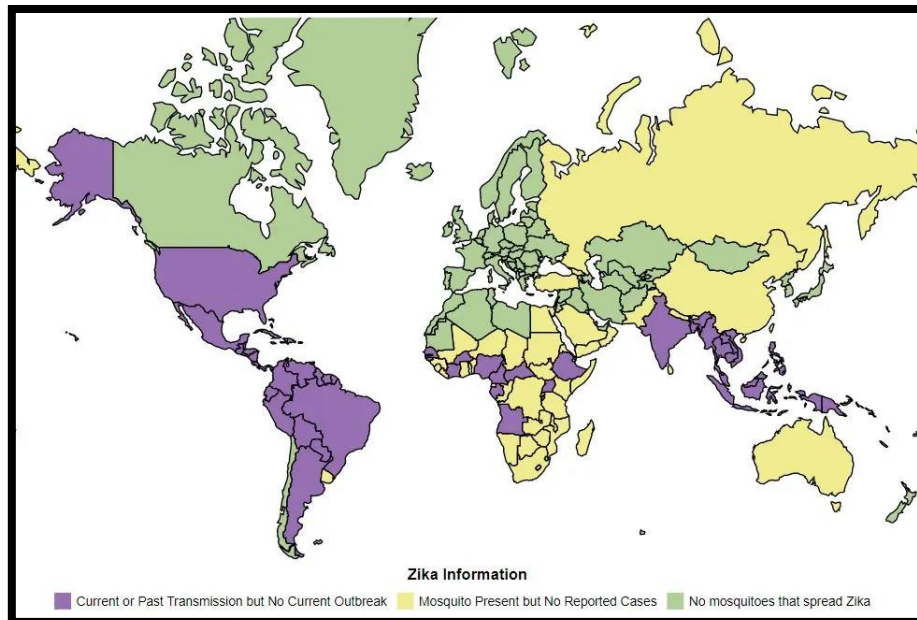 Zika Information
Current or Past Transmission but No Current Outbreak Mosquito Present but No Reported Cases No mosquitoes that spread Zika